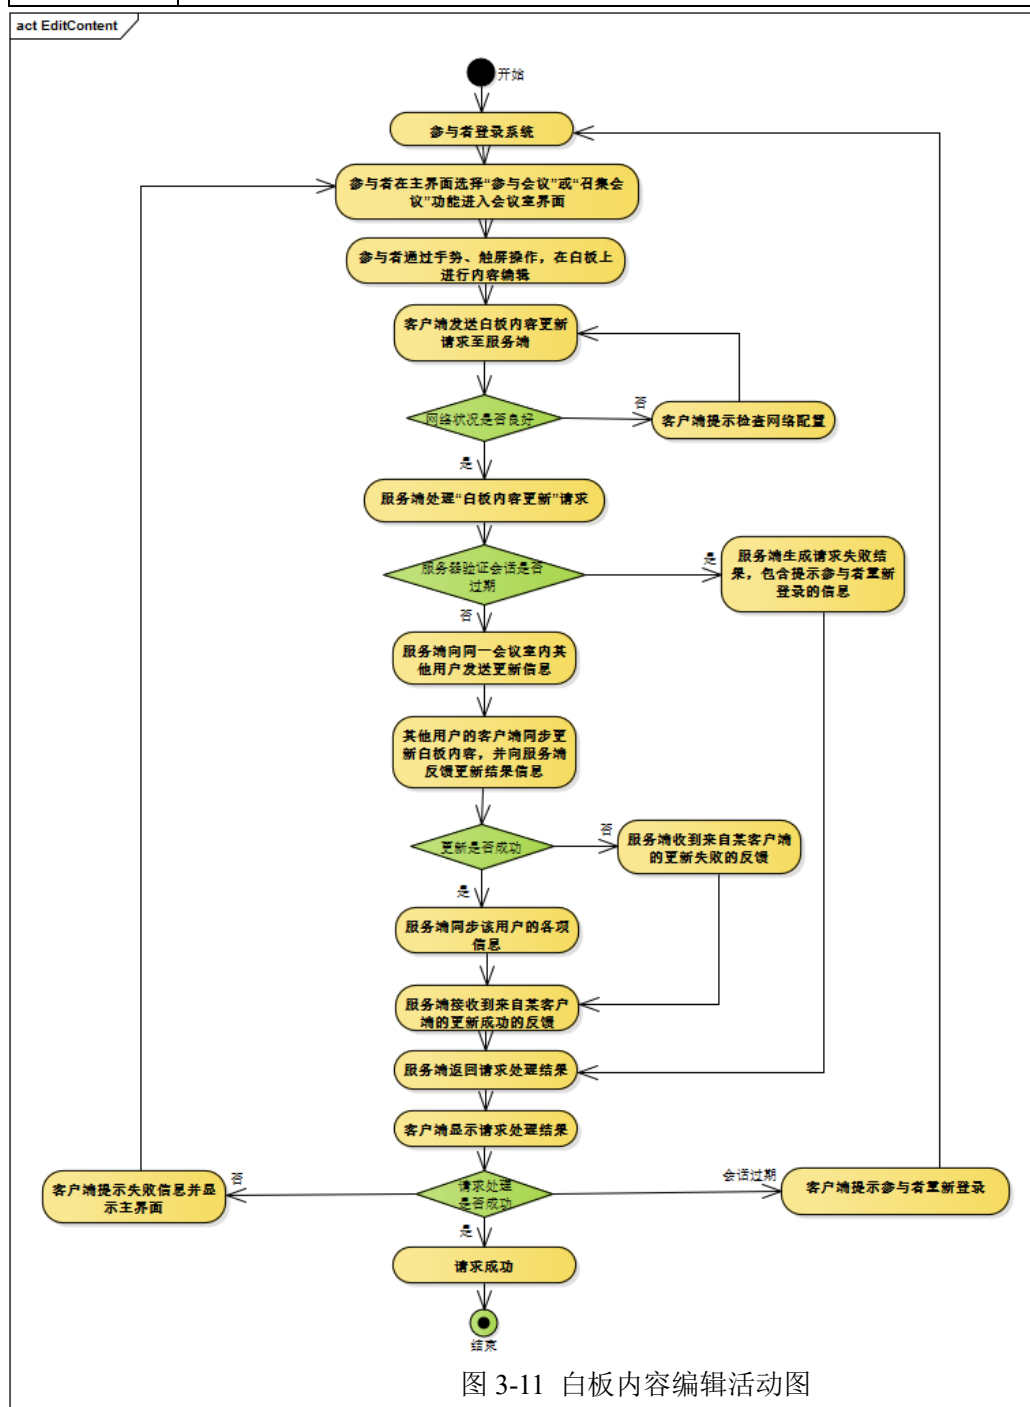 act EditContent
开始
参与者登录系统
参与者在主界面选择“参与会议”或“召集会
议”功能进入会议室界面
参与者通过手势、触屏操作，在白板上
进行内容编辑
客户端发送白板内容更新
请求至服务端
网络状况是否良好
否
客户端提示检查网络配置
是
服务端处理“白板内容更新”请求
服务器验证会话是否
过期
是
服务端生成请求失败结
果，包含提示参与者重新
登录的信息
否
服务端向同一会议室内其
他用户发送更新信息
其他用户的客户端同步更
新白板内容，并向服务端
反馈更新结果信息
更新是否成功
否
服务端收到来自某客户端
的更新失败的反馈
是
服务端同步该用户的各项
信息
服务端接收到来自某客户
端的更新成功的反馈
服务端返回请求处理结果
客户端显示请求处理结果
请求处理
是否成功
否
客户端提示失败信息并显
示主界面
会话过期
客户端提示参与者重新登录
是
请求成功
结束
图 3-11 白板内容编辑活动图